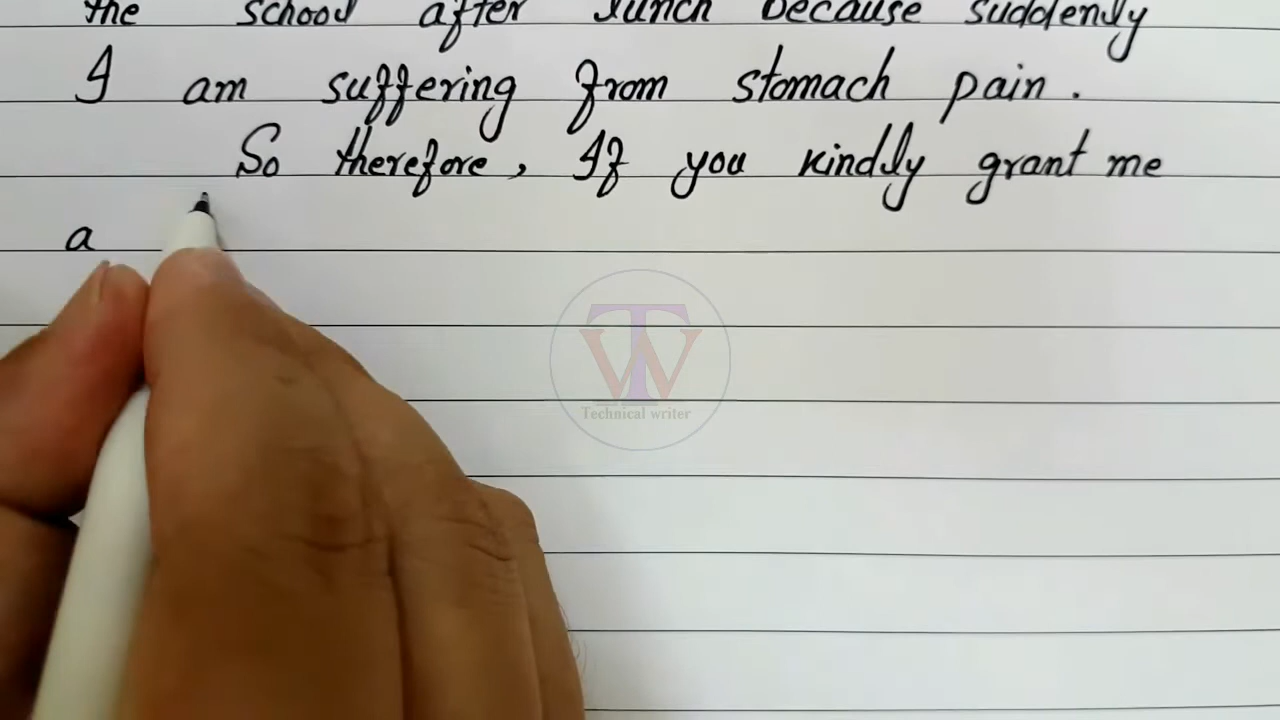 the school after lunch because suddenly
I am suffering from stomach pain.
So therefore, If you kindly grant me
a
TW
Technical writer